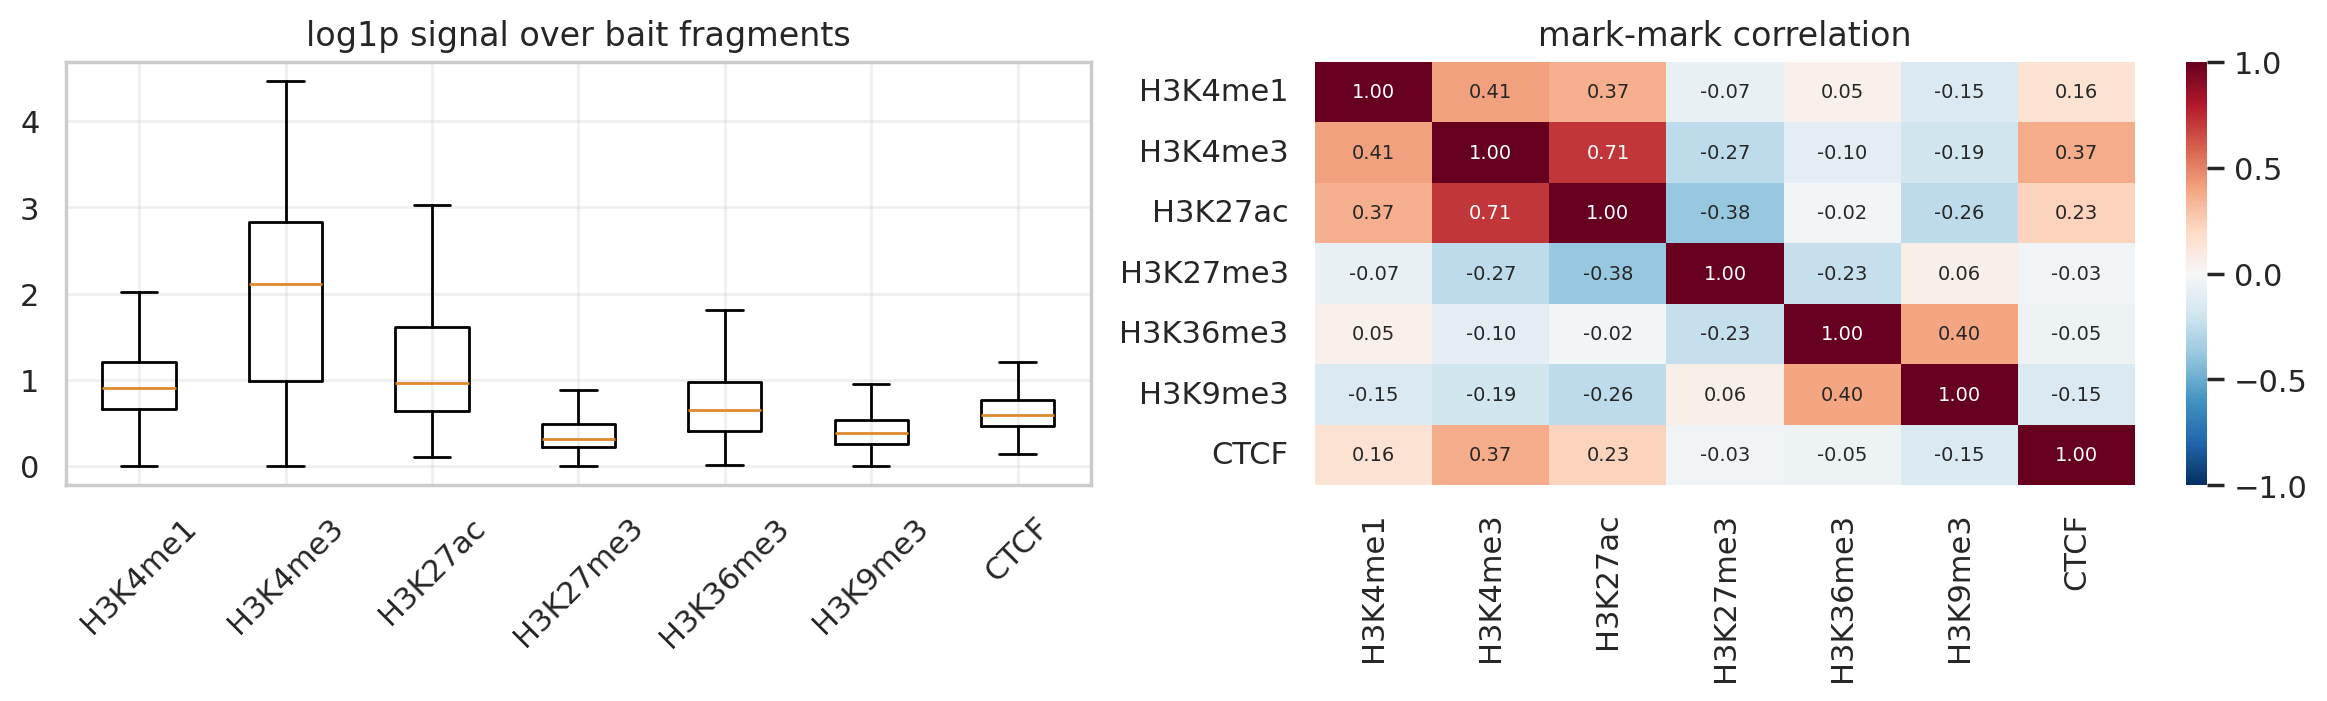 log1p signal over bait fragments
4
3
2
1
0
H3K4me1 H3K4me3 H3K27ac H3K27me3 H3K36me3 H3K9me3 CTCF
mark-mark correlation
H3K4me1 1.00 0.41 0.37 -0.07 0.05 -0.15 0.16
H3K4me3 0.41 1.00 0.71 -0.27 -0.10 -0.19 0.37
H3K27ac 0.37 0.71 1.00 -0.38 -0.02 -0.26 0.23
H3K27me3 -0.07 -0.27 -0.38 1.00 -0.23 0.06 -0.03
H3K36me3 0.05 -0.10 -0.02 -0.23 1.00 0.40 -0.05
H3K9me3 -0.15 -0.19 -0.26 0.06 0.40 1.00 -0.15
CTCF 0.16 0.37 0.23 -0.03 -0.05 -0.15 1.00
H3K4me1 H3K4me3 H3K27ac H3K27me3 H3K36me3 H3K9me3 CTCF
1.0
0.5
0.0
−0.5
−1.0